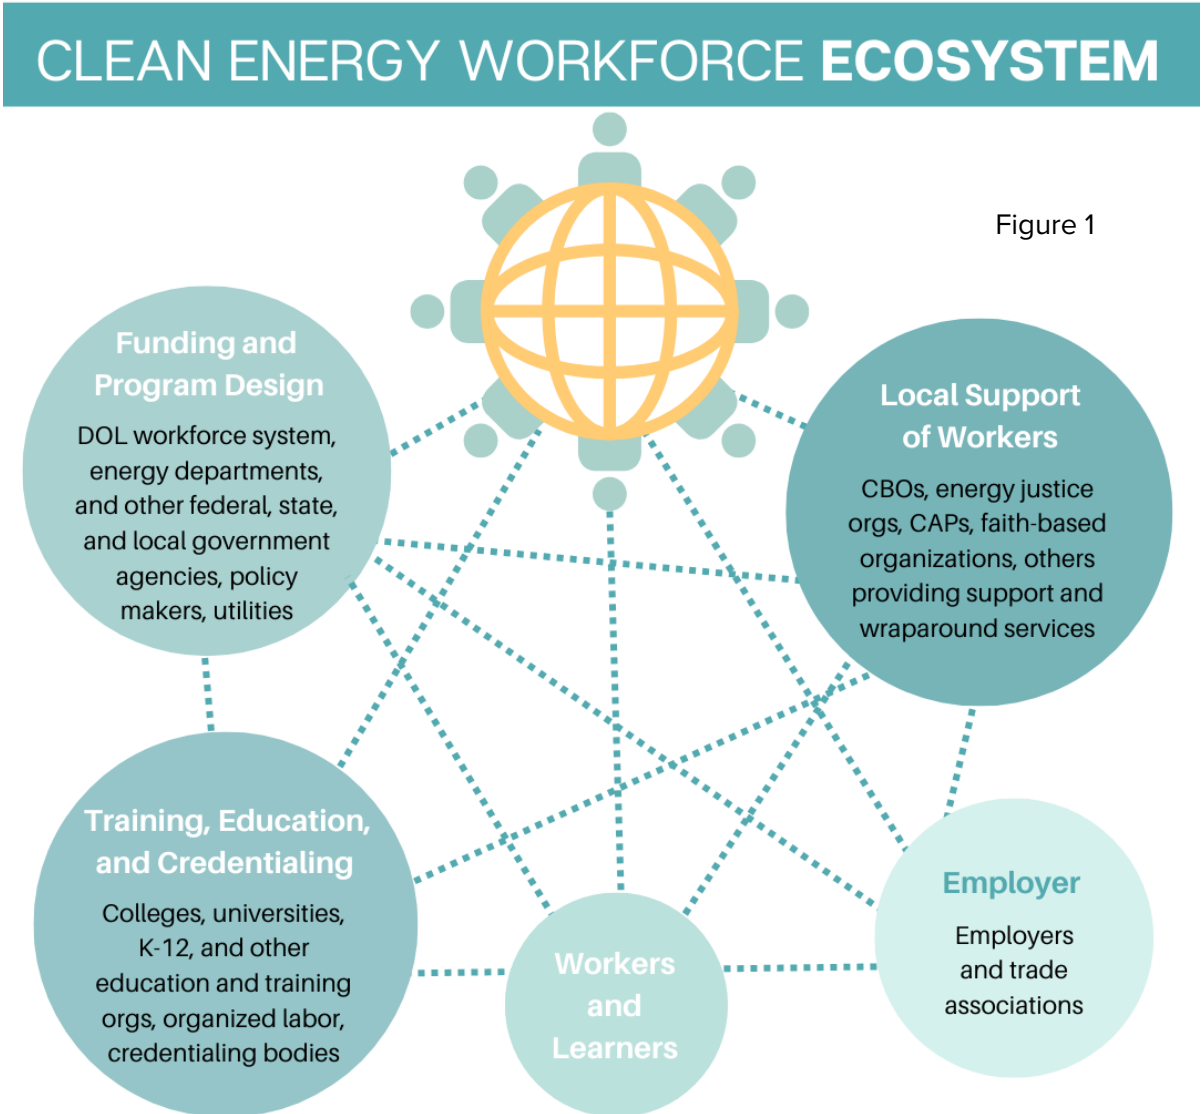 CLEAN ENERGY WORKFORCE ECOSYSTEM
Figure 1
Funding and
Program Design
DOL workforce system,
energy departments,
and other federal, state,
and local government
agencies, policy
makers, utilities
Local Support
of Workers
CBOs, energy justice
orgs, CAPs, faith-based
organizations, others
providing support and
wraparound services
Training, Education,
and Credentialing
Colleges, universities,
K-12, and other
education and training
orgs, organized labor,
credentialing bodies
Workers
and
Learners
Employer
Employers
and trade
associations